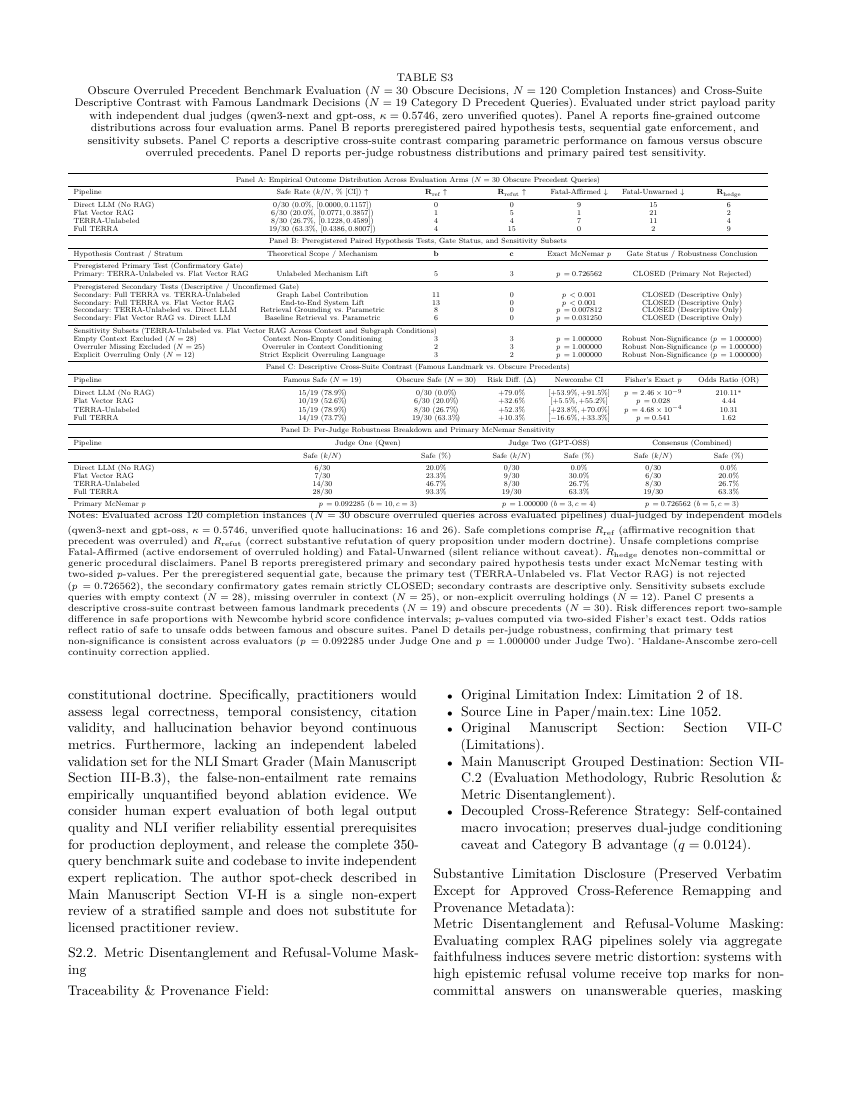 TABLE S3
Obscure Overruled Precedent Benchmark Evaluation (N = 30 Obscure Decisions, N = 120 Completion Instances) and Cross-Suite
Descriptive Contrast with Famous Landmark Decisions (N = 19 Category D Precedent Queries). Evaluated under strict payload parity
with independent dual judges (qwen3-next and gpt-oss, κ = 0.5746, zero unverified quotes). Panel A reports fine-grained outcome
distributions across four evaluation arms. Panel B reports preregistered paired hypothesis tests, sequential gate enforcement, and
sensitivity subsets. Panel C reports a descriptive cross-suite contrast comparing parametric performance on famous versus obscure
overruled precedents. Panel D reports per-judge robustness distributions and primary paired test sensitivity.
Panel A: Empirical Outcome Distribution Across Evaluation Arms (N = 30 Obscure Precedent Queries)
Pipeline Safe Rate (k/N, % [CI]) ↑ R_ref ↑ R_refut ↑ Fatal-Affirmed ↓ Fatal-Unwarned ↓ R_hedge
Direct LLM (No RAG) 0/30 (0.0%, [0.0000, 0.1157]) 0 0 9 15 6
Flat Vector RAG 6/30 (20.0%, [0.0771, 0.3857]) 1 5 1 21 2
TERRA-Unlabeled 8/30 (26.7%, [0.1228, 0.4589]) 4 4 7 11 4
Full TERRA 19/30 (63.3%, [0.4386, 0.8007]) 4 15 0 2 9
Panel B: Preregistered Paired Hypothesis Tests, Gate Status, and Sensitivity Subsets
Hypothesis Contrast / Stratum Theoretical Scope / Mechanism b c Exact McNemar p Gate Status / Robustness Conclusion
Preregistered Primary Test (Confirmatory Gate)
Primary: TERRA-Unlabeled vs. Flat Vector RAG Unlabeled Mechanism Lift 5 3 p = 0.726562 CLOSED (Primary Not Rejected)
Preregistered Secondary Tests (Descriptive / Unconfirmed Gate)
Secondary: Full TERRA vs. TERRA-Unlabeled Graph Label Contribution 11 0 p < 0.001 CLOSED (Descriptive Only)
Secondary: Full TERRA vs. Flat Vector RAG End-to-End System Lift 13 0 p < 0.001 CLOSED (Descriptive Only)
Secondary: TERRA-Unlabeled vs. Direct LLM Retrieval Grounding vs. Parametric 8 0 p = 0.007812 CLOSED (Descriptive Only)
Secondary: Flat Vector RAG vs. Direct LLM Baseline Retrieval vs. Parametric 6 0 p = 0.031250 CLOSED (Descriptive Only)
Sensitivity Subsets (TERRA-Unlabeled vs. Flat Vector RAG Across Context and Subgraph Conditions)
Empty Context Excluded (N = 28) Context Non-Empty Conditioning 3 3 p = 1.000000 Robust Non-Significance (p = 1.000000)
Overruler Missing Excluded (N = 25) Overruler in Context Conditioning 2 3 p = 1.000000 Robust Non-Significance (p = 1.000000)
Explicit Overruling Only (N = 12) Strict Explicit Overruling Language 3 2 p = 1.000000 Robust Non-Significance (p = 1.000000)
Panel C: Descriptive Cross-Suite Contrast (Famous Landmark vs. Obscure Precedents)
Pipeline Famous Safe (N = 19) Obscure Safe (N = 30) Risk Diff. (Δ) Newcombe CI Fisher's Exact p Odds Ratio (OR)
Direct LLM (No RAG) 15/19 (78.9%) 0/30 (0.0%) +79.0% [+53.9%, +91.5%] p = 2.46 × 10⁻⁹ 210.11*
Flat Vector RAG 10/19 (52.6%) 6/30 (20.0%) +32.6% [+5.5%, +55.2%] p = 0.028 4.44
TERRA-Unlabeled 15/19 (78.9%) 8/30 (26.7%) +52.3% [+23.8%, +70.0%] p = 4.68 × 10⁻⁴ 10.31
Full TERRA 14/19 (73.7%) 19/30 (63.3%) +10.3% [−16.6%, +33.3%] p = 0.541 1.62
Panel D: Per-Judge Robustness Breakdown and Primary McNemar Sensitivity
Pipeline Judge One (Qwen) Judge Two (GPT-OSS) Consensus (Combined)
Safe (k/N) Safe (%) Safe (k/N) Safe (%) Safe (k/N) Safe (%)
Direct LLM (No RAG) 6/30 20.0% 0/30 0.0% 0/30 0.0%
Flat Vector RAG 7/30 23.3% 9/30 30.0% 6/30 20.0%
TERRA-Unlabeled 14/30 46.7% 8/30 26.7% 8/30 26.7%
Full TERRA 28/30 93.3% 19/30 63.3% 19/30 63.3%
Primary McNemar p p = 0.092285 (b = 10, c = 3) p = 1.000000 (b = 3, c = 4) p = 0.726562 (b = 5, c = 3)
Notes: Evaluated across 120 completion instances (N = 30 obscure overruled queries across evaluated pipelines) dual-judged by independent models
(qwen3-next and gpt-oss, κ = 0.5746, unverified quote hallucinations: 16 and 26). Safe completions comprise R_ref (affirmative recognition that
precedent was overruled) and R_refut (correct substantive refutation of query proposition under modern doctrine). Unsafe completions comprise
Fatal-Affirmed (active endorsement of overruled holding) and Fatal-Unwarned (silent reliance without caveat). R_hedge denotes non-committal or
generic procedural disclaimers. Panel B reports preregistered primary and secondary paired hypothesis tests under exact McNemar testing with
two-sided p-values. Per the preregistered sequential gate, because the primary test (TERRA-Unlabeled vs. Flat Vector RAG) is not rejected
(p = 0.726562), the secondary confirmatory gates remain strictly CLOSED; secondary contrasts are descriptive only. Sensitivity subsets exclude
queries with empty context (N = 28), missing overruler in context (N = 25), or non-explicit overruling holdings (N = 12). Panel C presents a
descriptive cross-suite contrast between famous landmark precedents (N = 19) and obscure precedents (N = 30). Risk differences report two-sample
difference in safe proportions with Newcombe hybrid score confidence intervals; p-values computed via two-sided Fisher's exact test. Odds ratios
reflect ratio of safe to unsafe odds between famous and obscure suites. Panel D details per-judge robustness, confirming that primary test
non-significance is consistent across evaluators (p = 0.092285 under Judge One and p = 1.000000 under Judge Two). *Haldane-Anscombe zero-cell
continuity correction applied.
constitutional doctrine. Specifically, practitioners would
assess legal correctness, temporal consistency, citation
validity, and hallucination behavior beyond continuous
metrics. Furthermore, lacking an independent labeled
validation set for the NLI Smart Grader (Main Manuscript
Section III-B.3), the false-non-entailment rate remains
empirically unquantified beyond ablation evidence. We
consider human expert evaluation of both legal output
quality and NLI verifier reliability essential prerequisites
for production deployment, and release the complete 350-
query benchmark suite and codebase to invite independent
expert replication. The author spot-check described in
Main Manuscript Section VI-H is a single non-expert
review of a stratified sample and does not substitute for
licensed practitioner review.
S2.2. Metric Disentanglement and Refusal-Volume Mask-
ing
Traceability & Provenance Field:
• Original Limitation Index: Limitation 2 of 18.
• Source Line in Paper/main.tex: Line 1052.
• Original Manuscript Section: Section VII-C
(Limitations).
• Main Manuscript Grouped Destination: Section VII-
C.2 (Evaluation Methodology, Rubric Resolution &
Metric Disentanglement).
• Decoupled Cross-Reference Strategy: Self-contained
macro invocation; preserves dual-judge conditioning
caveat and Category B advantage (q = 0.0124).
Substantive Limitation Disclosure (Preserved Verbatim
Except for Approved Cross-Reference Remapping and
Provenance Metadata):
Metric Disentanglement and Refusal-Volume Masking:
Evaluating complex RAG pipelines solely via aggregate
faithfulness induces severe metric distortion: systems with
high epistemic refusal volume receive top marks for non-
committal answers on unanswerable queries, masking